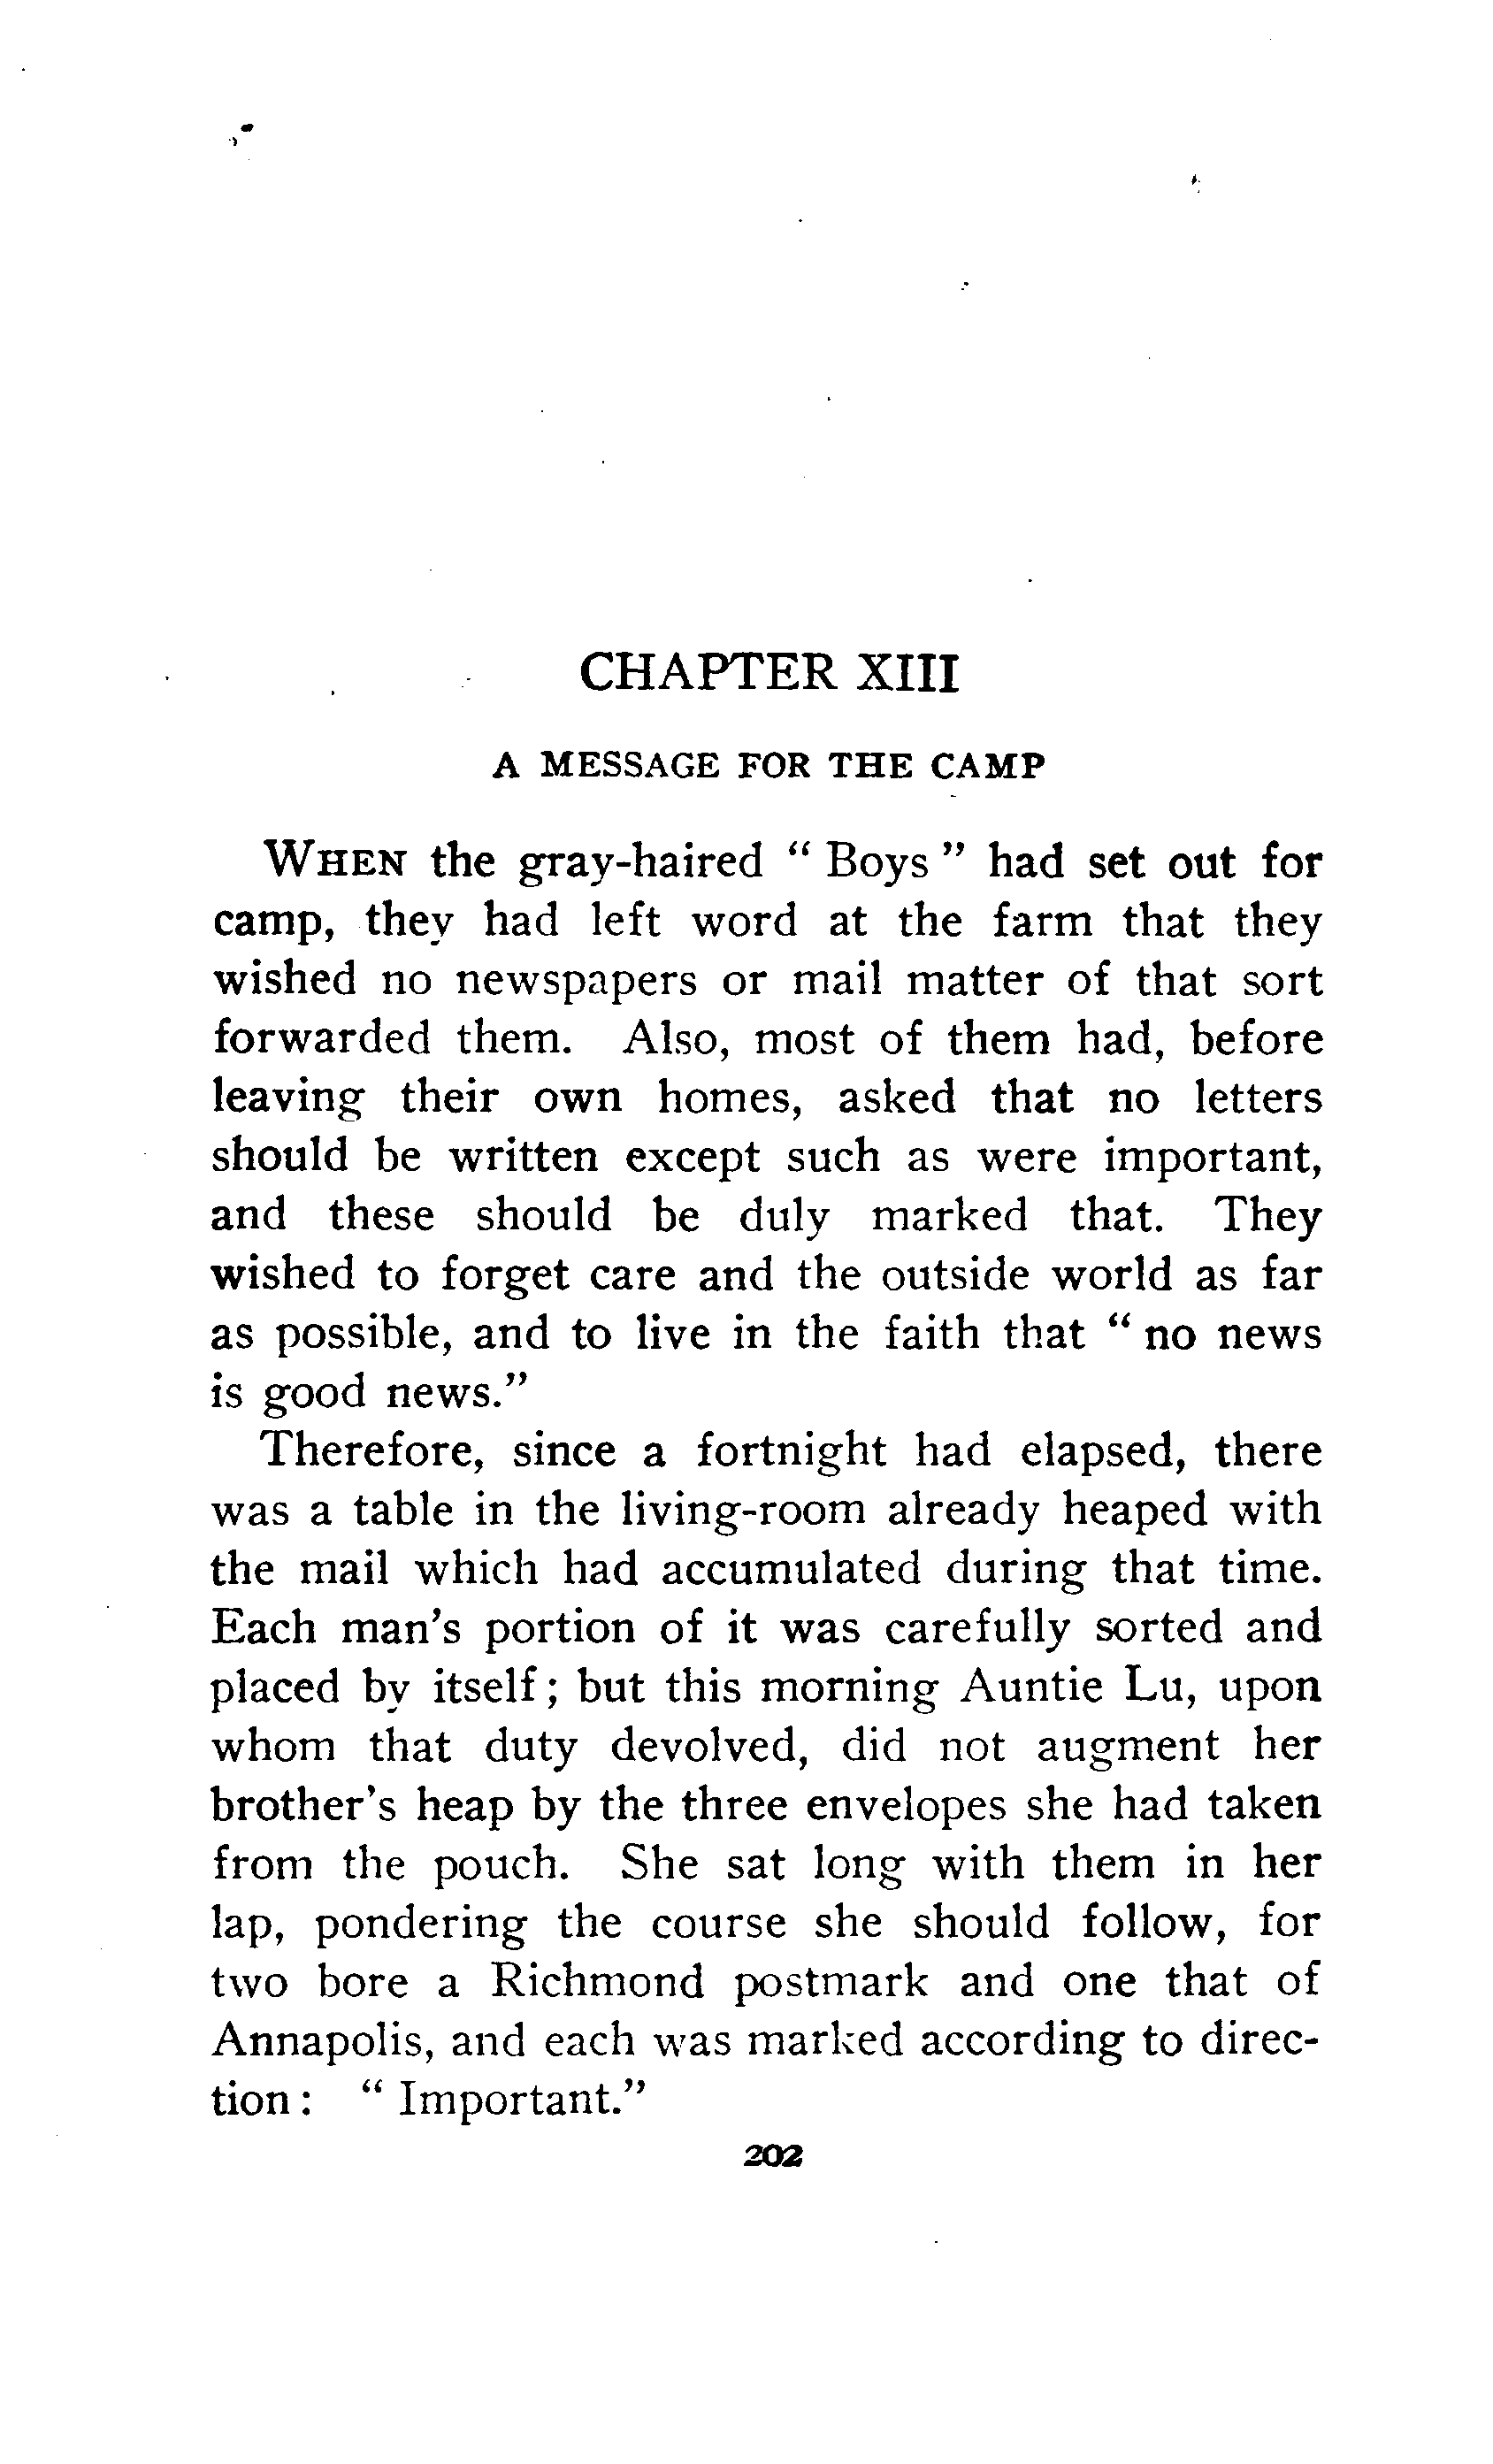 CHAPTER XIII
A MESSAGE FOR THE CAMP
WHEN the gray-haired " Boys " had set out for
camp, they had left word at the farm that they
wished no newspapers or mail matter of that sort
forwarded them. Also, most of them had, before
leaving their own homes, asked that no letters
should be written except such as were important,
and these should be duly marked that. They
wished to forget care and the outside world as far
as possible, and to live in the faith that " no news
is good news."
Therefore, since a fortnight had elapsed, there
was a table in the living-room already heaped with
the mail which had accumulated during that time.
Each man's portion of it was carefully sorted and
placed by itself ; but this morning Auntie Lu, upon
whom that duty devolved, did not augment her
brother's heap by the three envelopes she had taken
from the pouch. She sat long with them in her
lap, pondering the course she should follow, for
two bore a Richmond postmark and one that of
Annapolis, and each was marked according to direc-
tion : " Important."
202